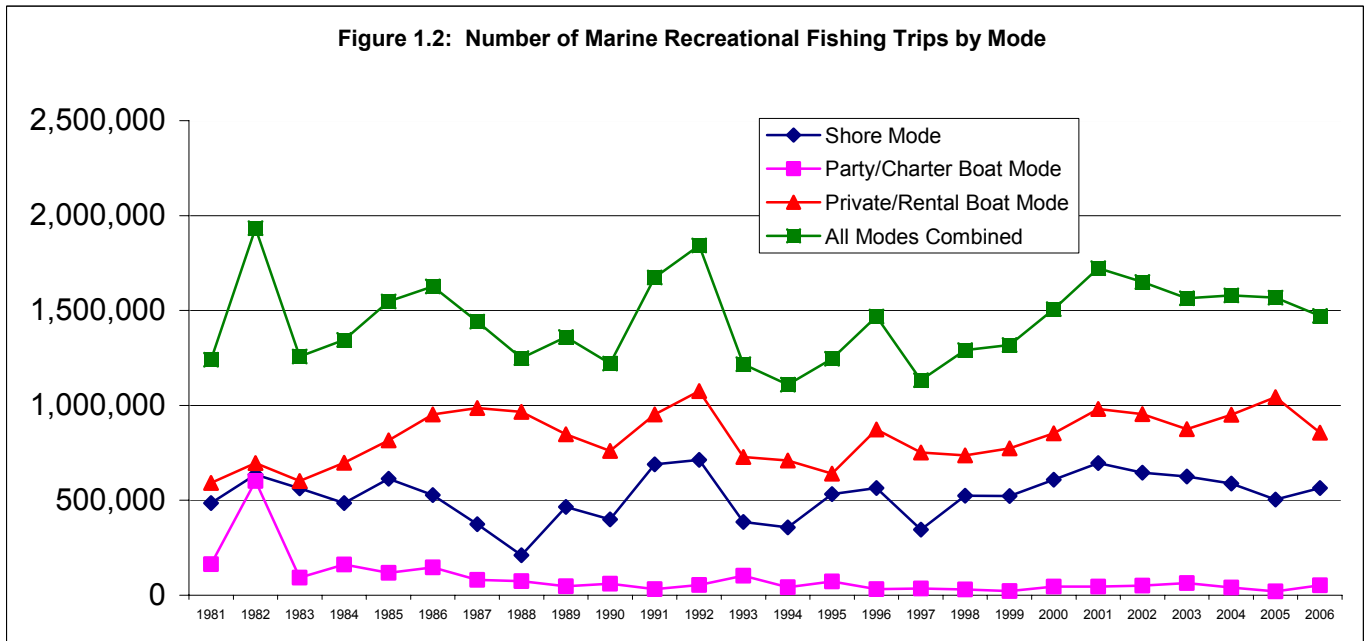 Figure 1.2: Number of Marine Recreational Fishing Trips by Mode
2,500,000
2,000,000
1,500,000
1,000,000
500,000
0
Shore Mode
Party/Charter Boat Mode
Private/Rental Boat Mode
All Modes Combined
1981 1982 1983 1984 1985 1986 1987 1988 1989 1990 1991 1992 1993 1994 1995 1996 1997 1998 1999 2000 2001 2002 2003 2004 2005 2006